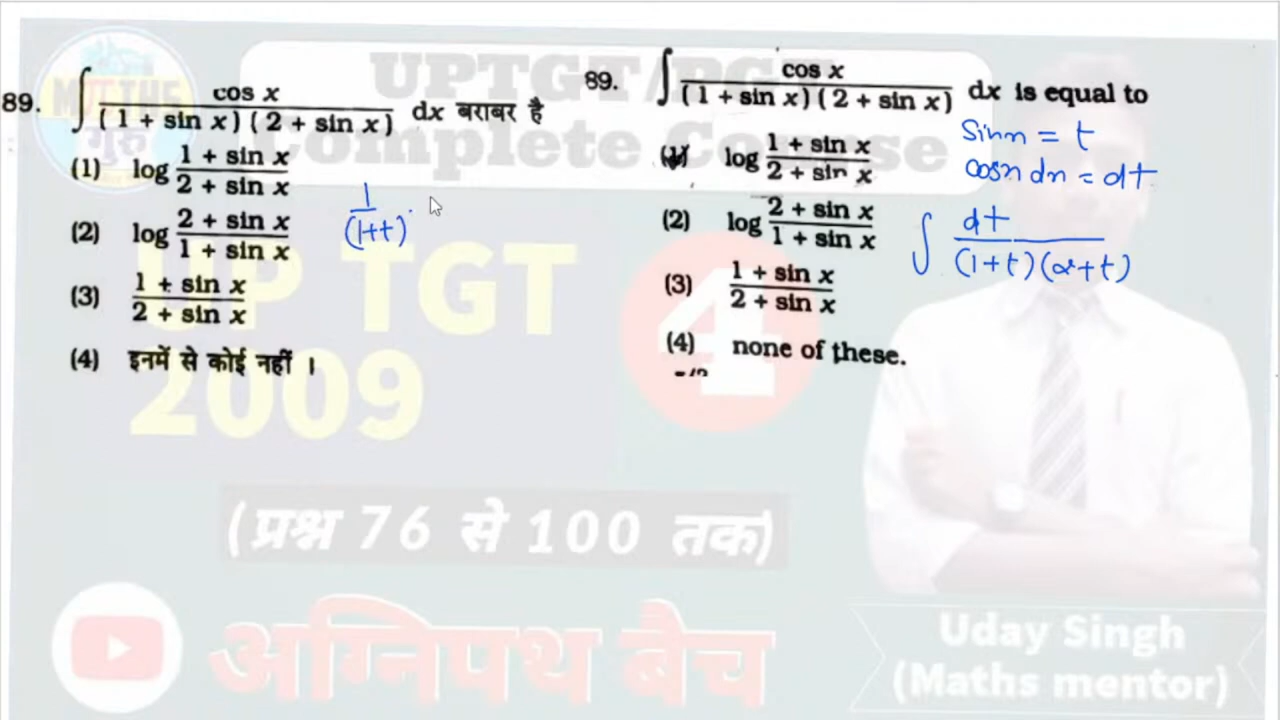 UPTGT/PGT
Complete Course
89. ∫ cos x / (1 + sin x) (2 + sin x) dx बराबर है
(1) log 1 + sin x / 2 + sin x
(2) log 2 + sin x / 1 + sin x
(3) 1 + sin x / 2 + sin x
(4) इनमें से कोई नहीं ।
1 / (1+t)
89. ∫ cos x / (1 + sin x) (2 + sin x) dx is equal to
(1) log 1 + sin x / 2 + sin x
(2) log 2 + sin x / 1 + sin x
(3) 1 + sin x / 2 + sin x
(4) none of these.
Sinx = t
cosx dx = dt
∫ dt / (1+t)(2+t)
गुरु
UP TGT
2009
4
(प्रश्न 76 से 100 तक)
अग्निपथ बैच
Uday Singh
(Maths mentor)